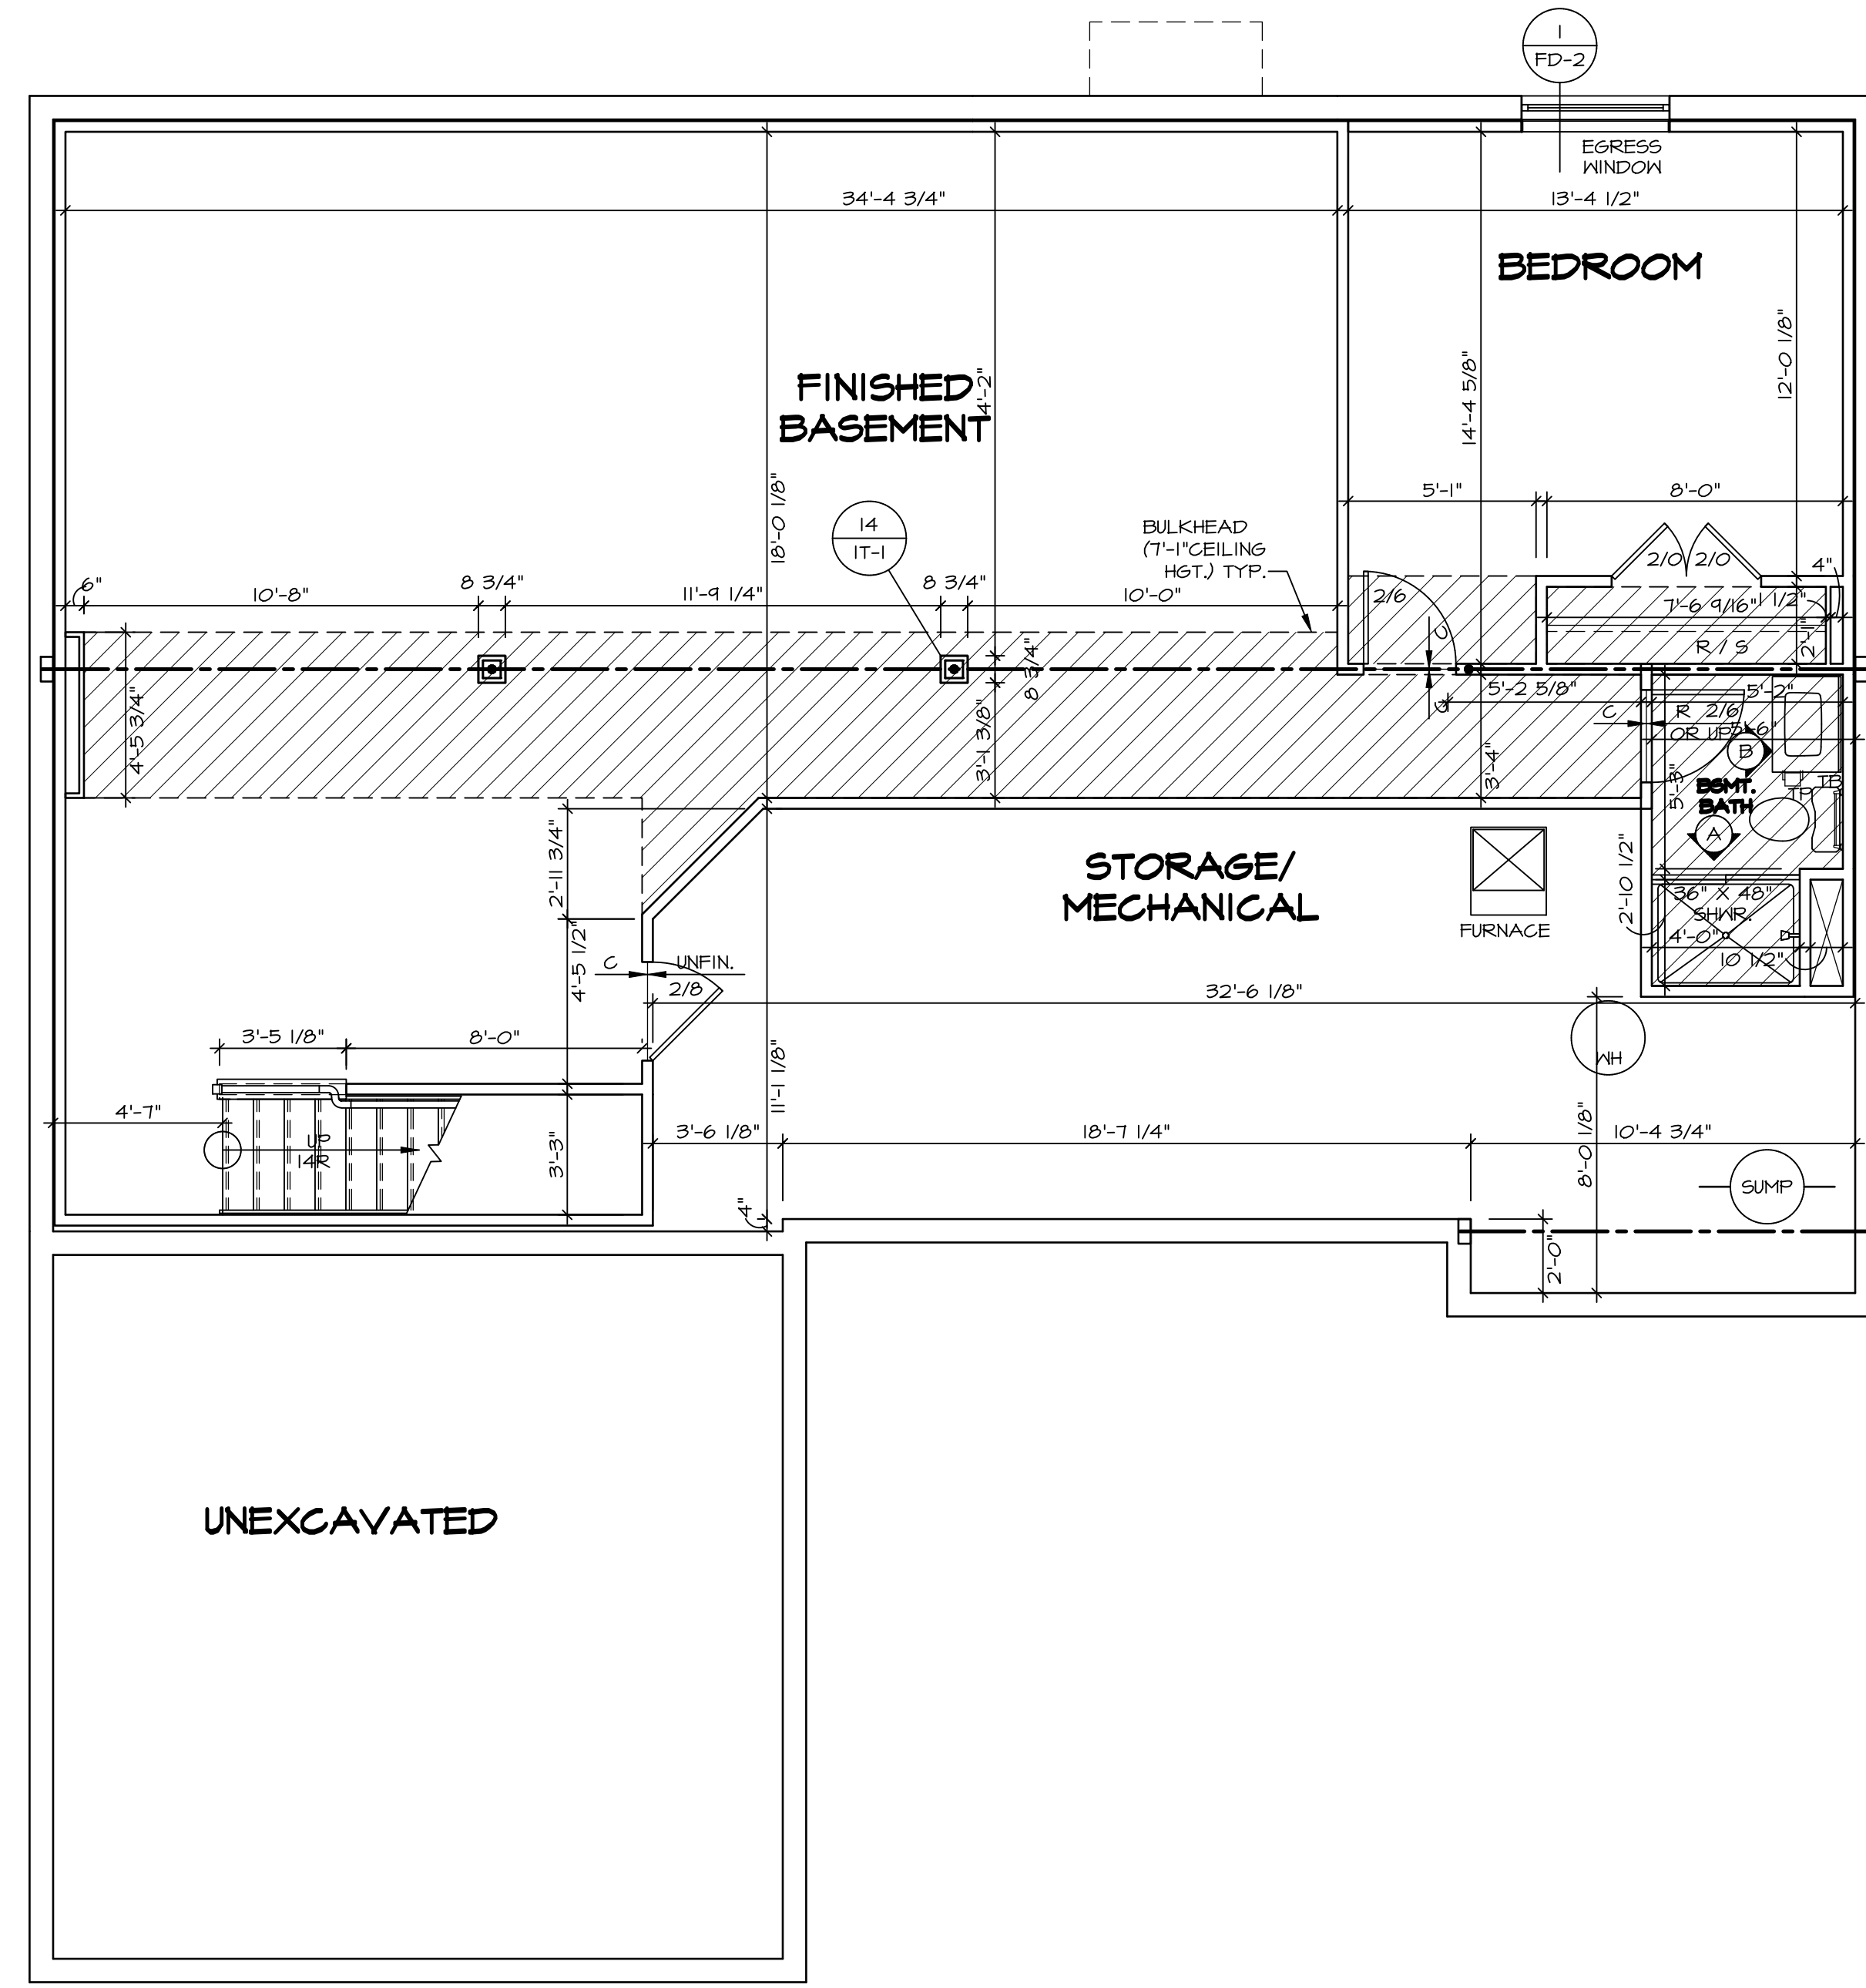 1
FD-2
EGRESS
WINDOW
34'-4 3/4"
13'-4 1/2"
BEDROOM
12'-0 1/8"
14'-4 5/8"
FINISHED
BASEMENT
4'-2"
18'-0 1/8"
5'-1"
8'-0"
14
1T-1
BULKHEAD
(7'-1"CEILING
HGT.) TYP.
2/0 2/0
4"
6"
10'-8"
8 3/4"
11'-9 1/4"
8 3/4"
10'-0"
2/6
7'-6 9/16"
1 1/2"
2'-1"
R / S
C
C
8 3/4"
5'-2 5/8"
5'-2"
C
R 2/6
OR UP
5'-6"
B
4'-5 3/4"
3'-1 3/8"
3'-4"
5'-3"
BSMT.
BATH
TP
TB
A
2'-11 3/4"
STORAGE/
MECHANICAL
FURNACE
2'-10 1/2"
36" X 48"
SHWR.
4'-0"
10 1/2"
4'-5 1/2"
C
UNFIN.
2/8
32'-6 1/8"
WH
3'-5 1/8"
8'-0"
11'-1 1/8"
4'-7"
UP
14R
3'-3"
3'-6 1/8"
18'-7 1/4"
10'-4 3/4"
8'-0 1/8"
SUMP
4"
2'-0"
UNEXCAVATED